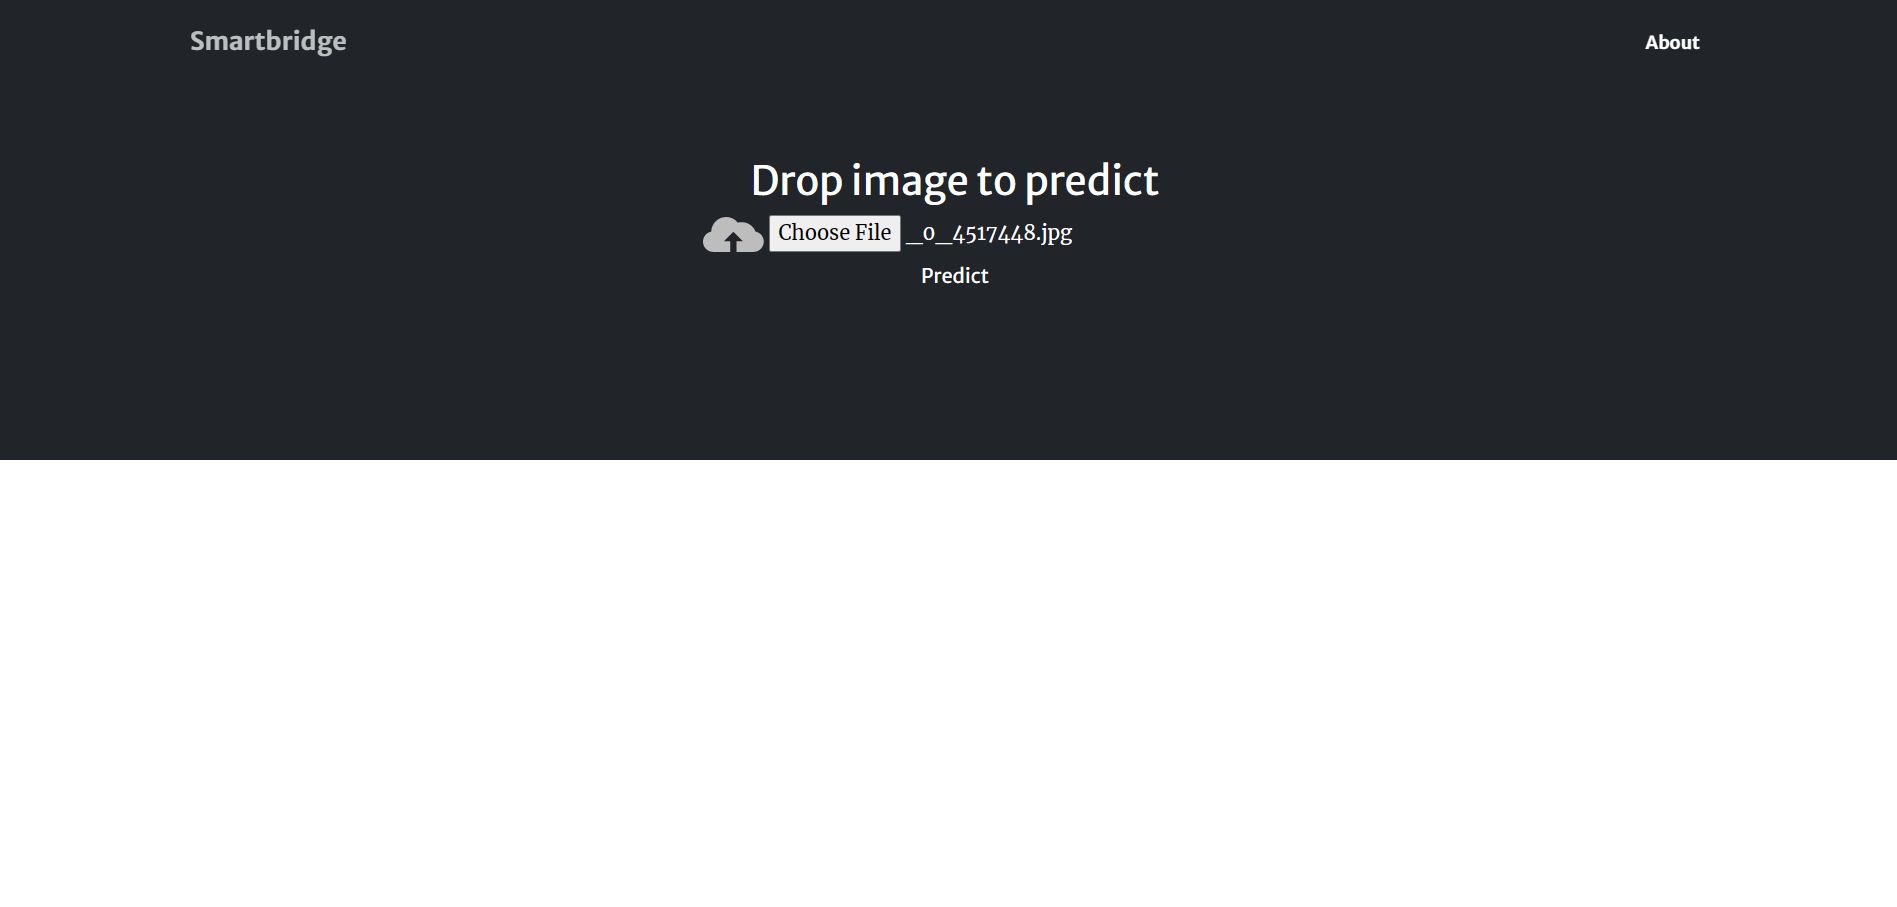 Smartbridge
About
Drop image to predict
Choose File _0_4517448.jpg
Predict